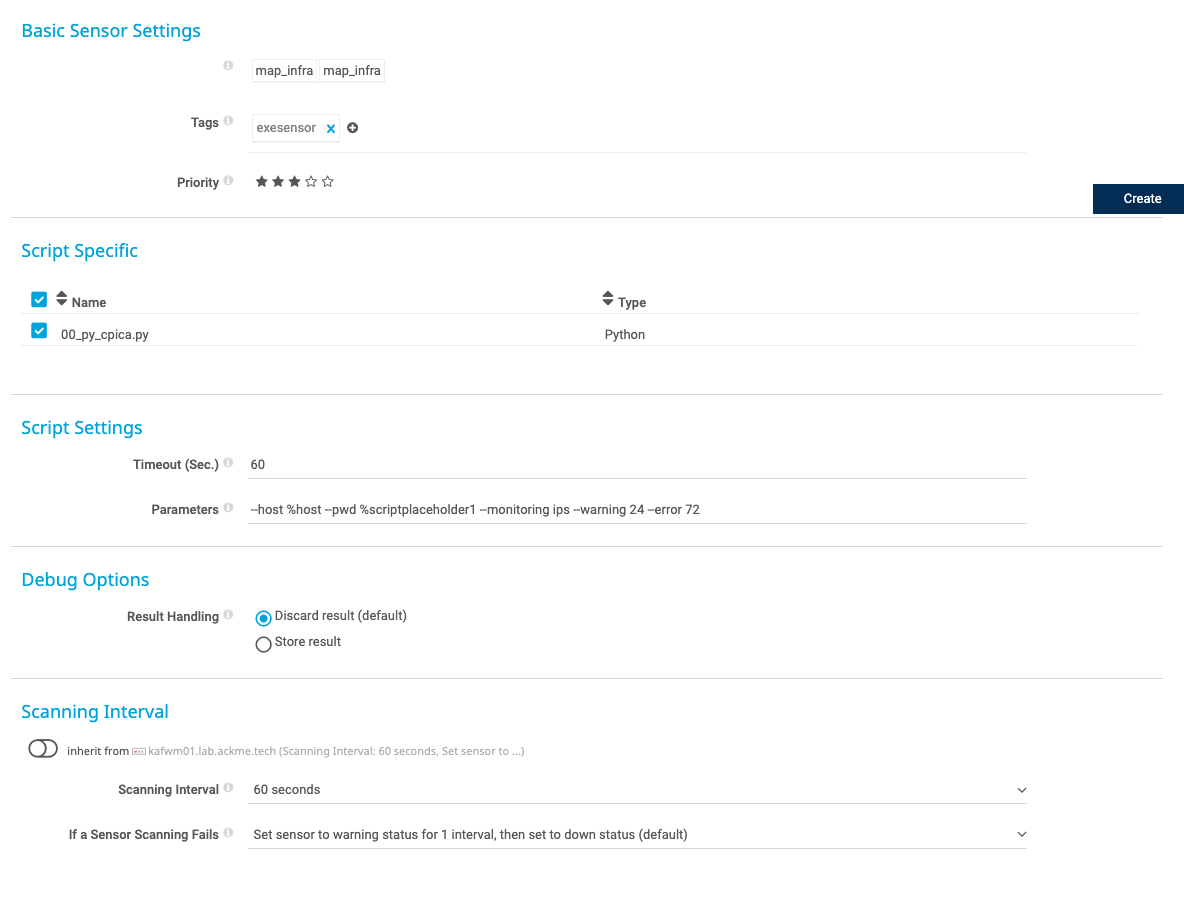 Basic Sensor Settings
map_infra map_infra
Tags exesensor
Priority
Create
Script Specific
Name Type
00_py_cpica.py Python
Script Settings
Timeout (Sec.) 60
Parameters --host %host --pwd %scriptplaceholder1 --monitoring ips --warning 24 --error 72
Debug Options
Result Handling Discard result (default)
Store result
Scanning Interval
inherit from kafwm01.lab.ackme.tech (Scanning Interval: 60 seconds, Set sensor to ...)
Scanning Interval 60 seconds
If a Sensor Scanning Fails Set sensor to warning status for 1 interval, then set to down status (default)